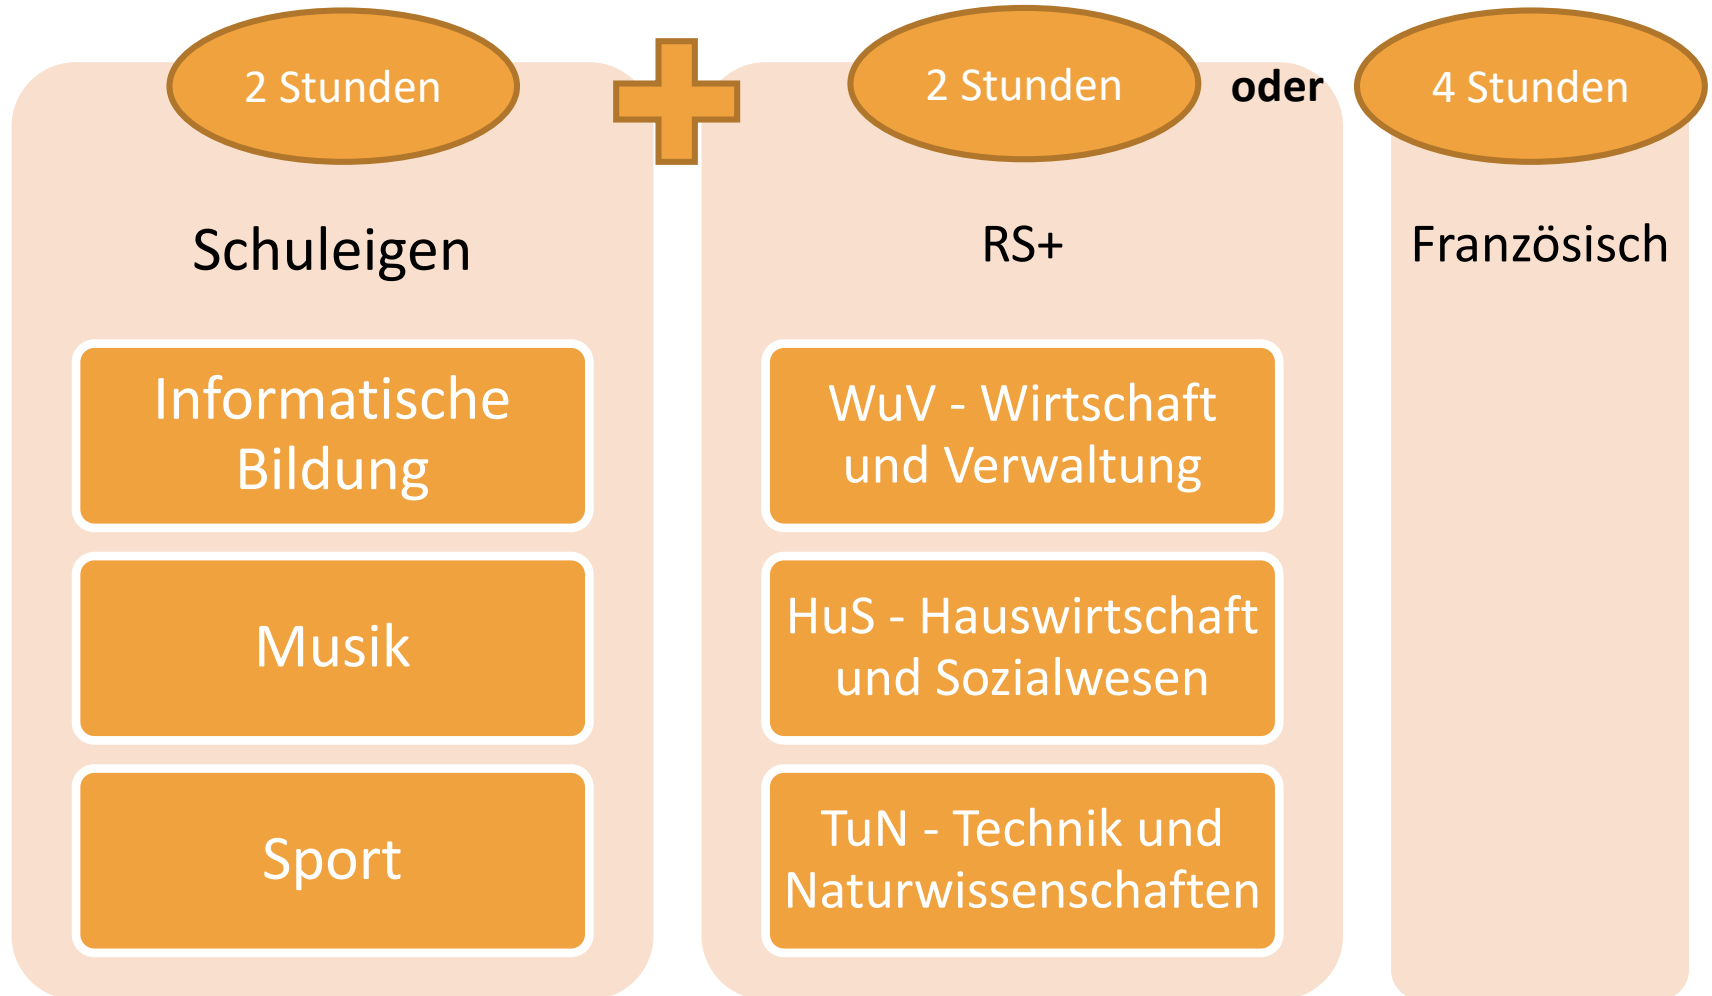 2 Stunden
2 Stunden
oder
4 Stunden
Schuleigen
Informatische
Bildung
Musik
Sport
RS+
WuV - Wirtschaft
und Verwaltung
HuS - Hauswirtschaft
und Sozialwesen
TuN - Technik und
Naturwissenschaften
Französisch